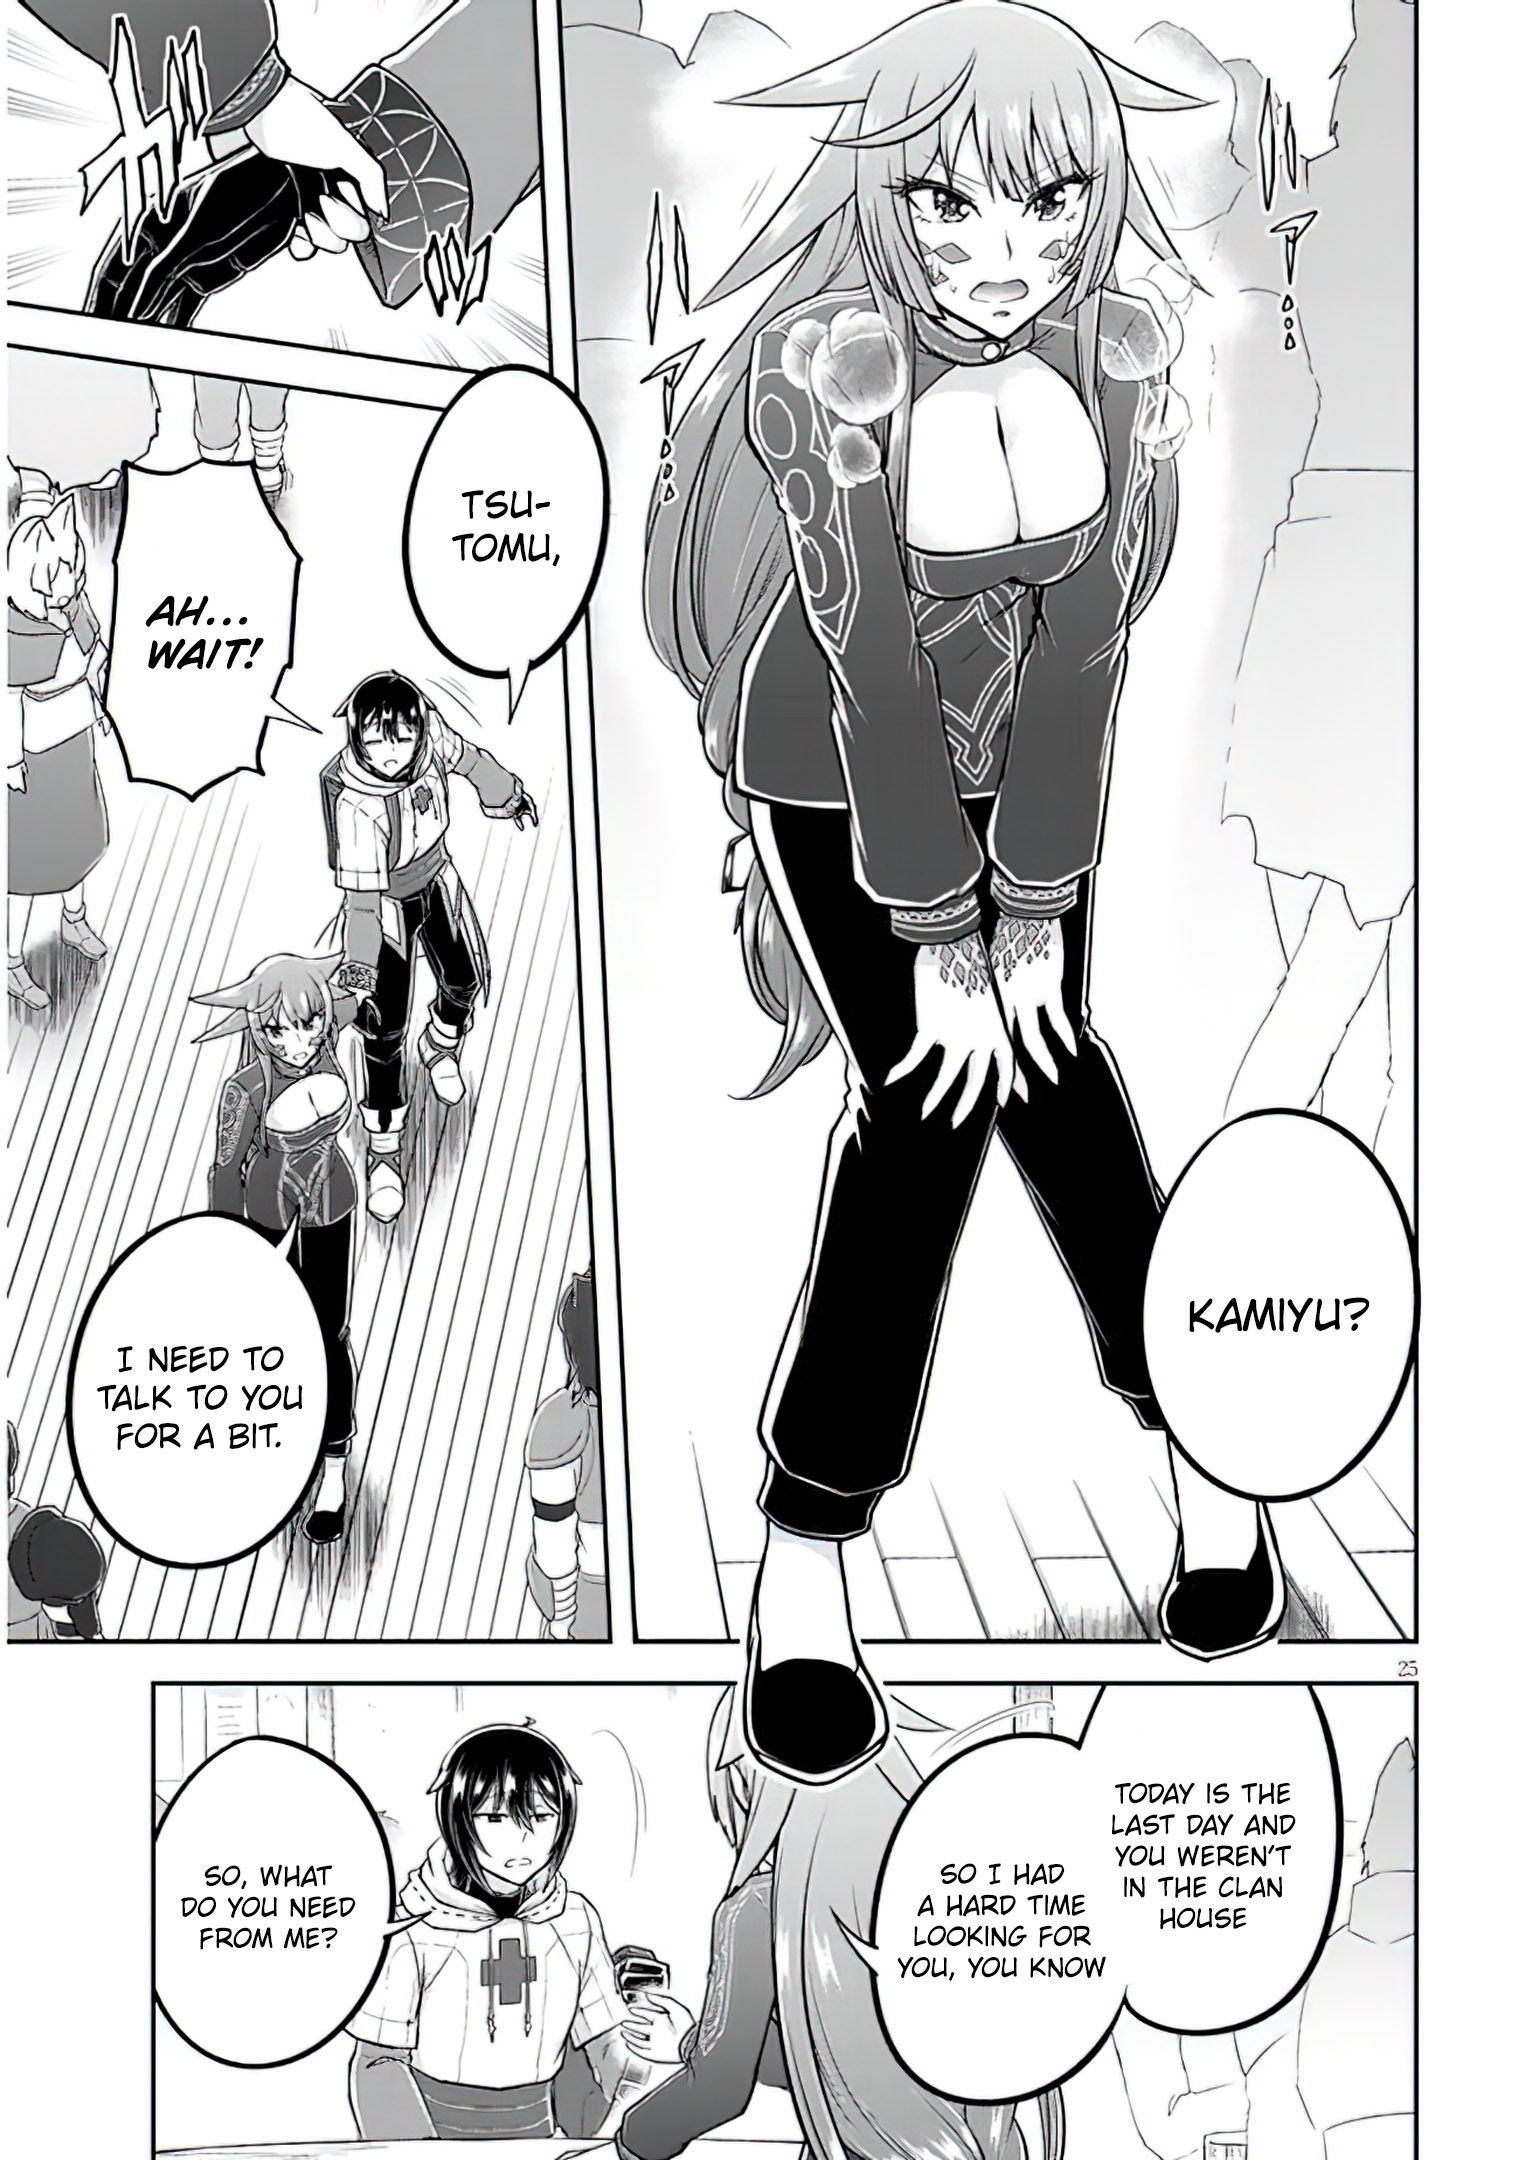 KAMIYU?
TSU-
TOMU,
AH...
WAIT!
I NEED TO
TALK TO YOU
FOR A BIT.
25
TODAY IS THE
LAST DAY AND
YOU WEREN'T
IN THE CLAN
HOUSE
SO I HAD
A HARD TIME
LOOKING FOR
YOU, YOU KNOW
SO, WHAT
DO YOU NEED
FROM ME?